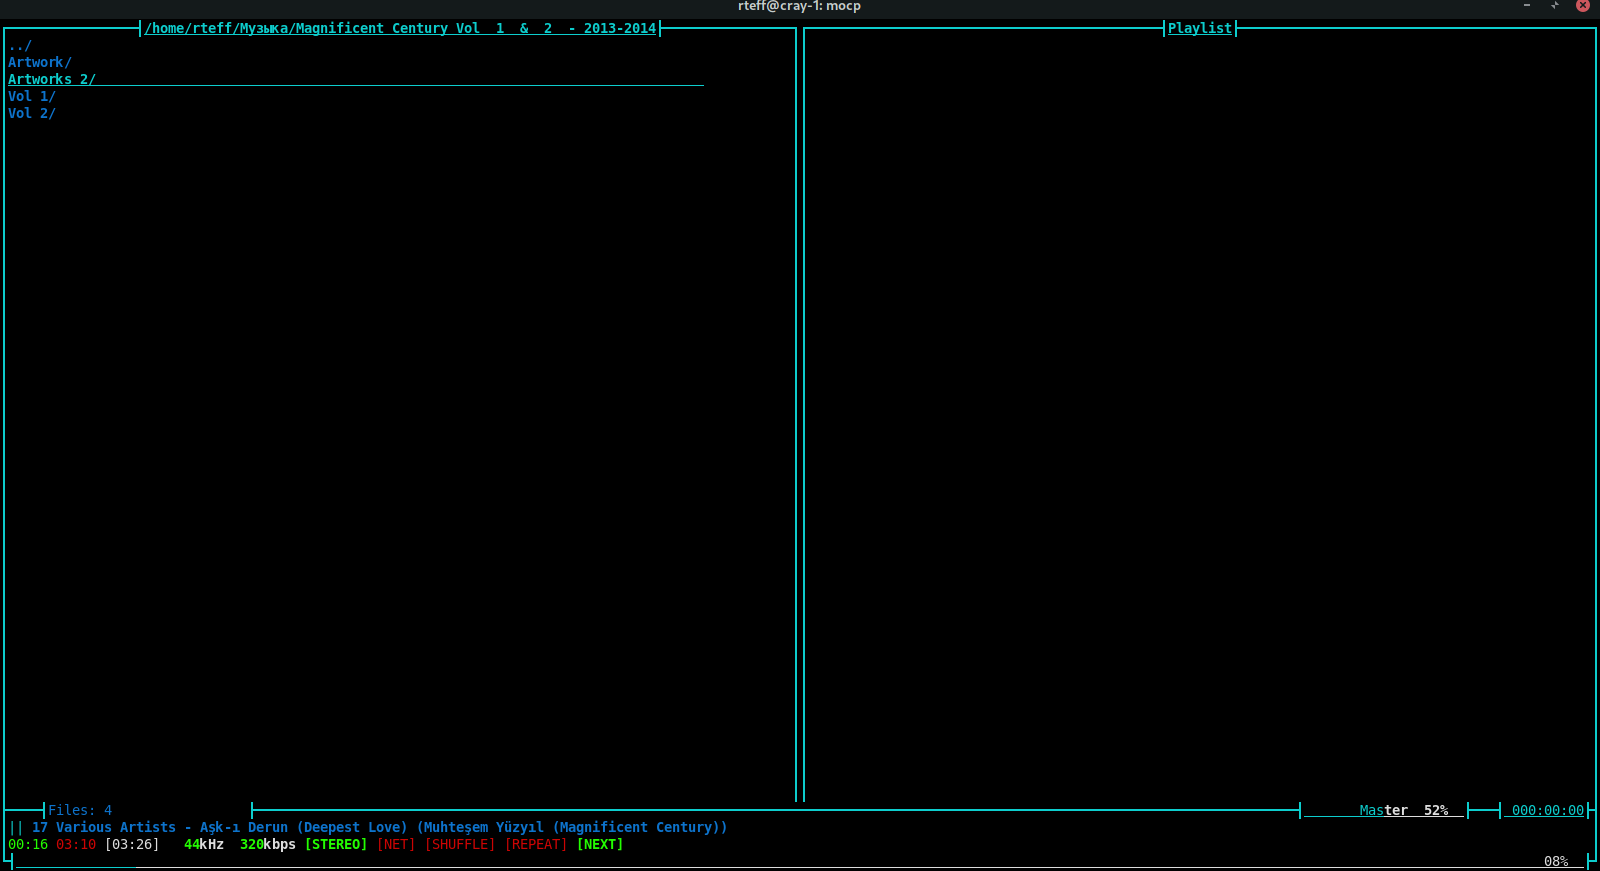 rteff@cray-1: mocp
/home/rteff/Музыка/Magnificent Century Vol  1  &  2  - 2013-2014
Playlist
../
Artwork/
Artworks 2/
Vol 1/
Vol 2/
Files: 4
Master  52%
000:00:00
|| 17 Various Artists - Aşk-ı Derun (Deepest Love) (Muhteşem Yüzyıl (Magnificent Century))
00:16 03:10 [03:26]   44kHz  320kbps [STEREO] [NET] [SHUFFLE] [REPEAT] [NEXT]
08%